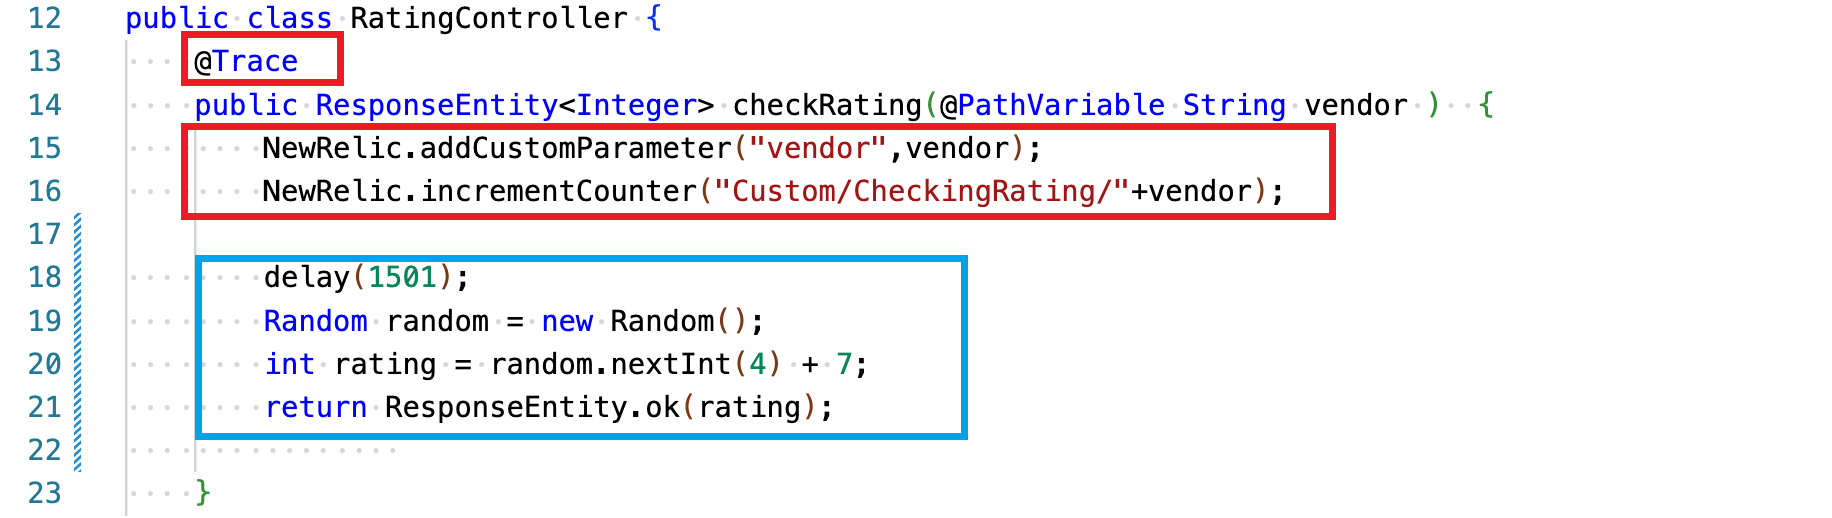 12 public class RatingController {
13 @Trace
14 public ResponseEntity<Integer> checkRating(@PathVariable String vendor ) {
15 NewRelic.addCustomParameter("vendor",vendor);
16 NewRelic.incrementCounter("Custom/CheckingRating/"+vendor);
17
18 delay(1501);
19 Random random = new Random();
20 int rating = random.nextInt(4) + 7;
21 return ResponseEntity.ok(rating);
22
23 }